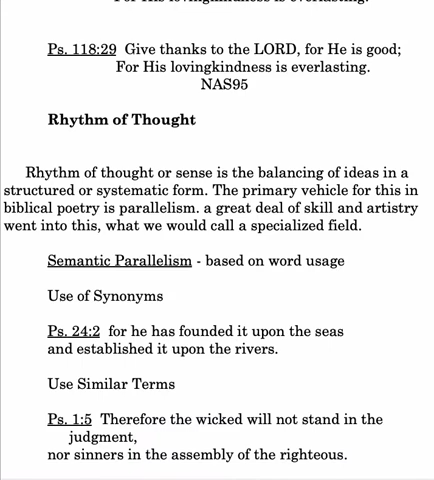 For His lovingkindness is everlasting.
Ps. 118:29 Give thanks to the LORD, for He is good;
For His lovingkindness is everlasting.
NAS95
Rhythm of Thought
Rhythm of thought or sense is the balancing of ideas in a
structured or systematic form. The primary vehicle for this in
biblical poetry is parallelism. a great deal of skill and artistry
went into this, what we would call a specialized field.
Semantic Parallelism - based on word usage
Use of Synonyms
Ps. 24:2 for he has founded it upon the seas
and established it upon the rivers.
Use Similar Terms
Ps. 1:5 Therefore the wicked will not stand in the
judgment,
nor sinners in the assembly of the righteous.